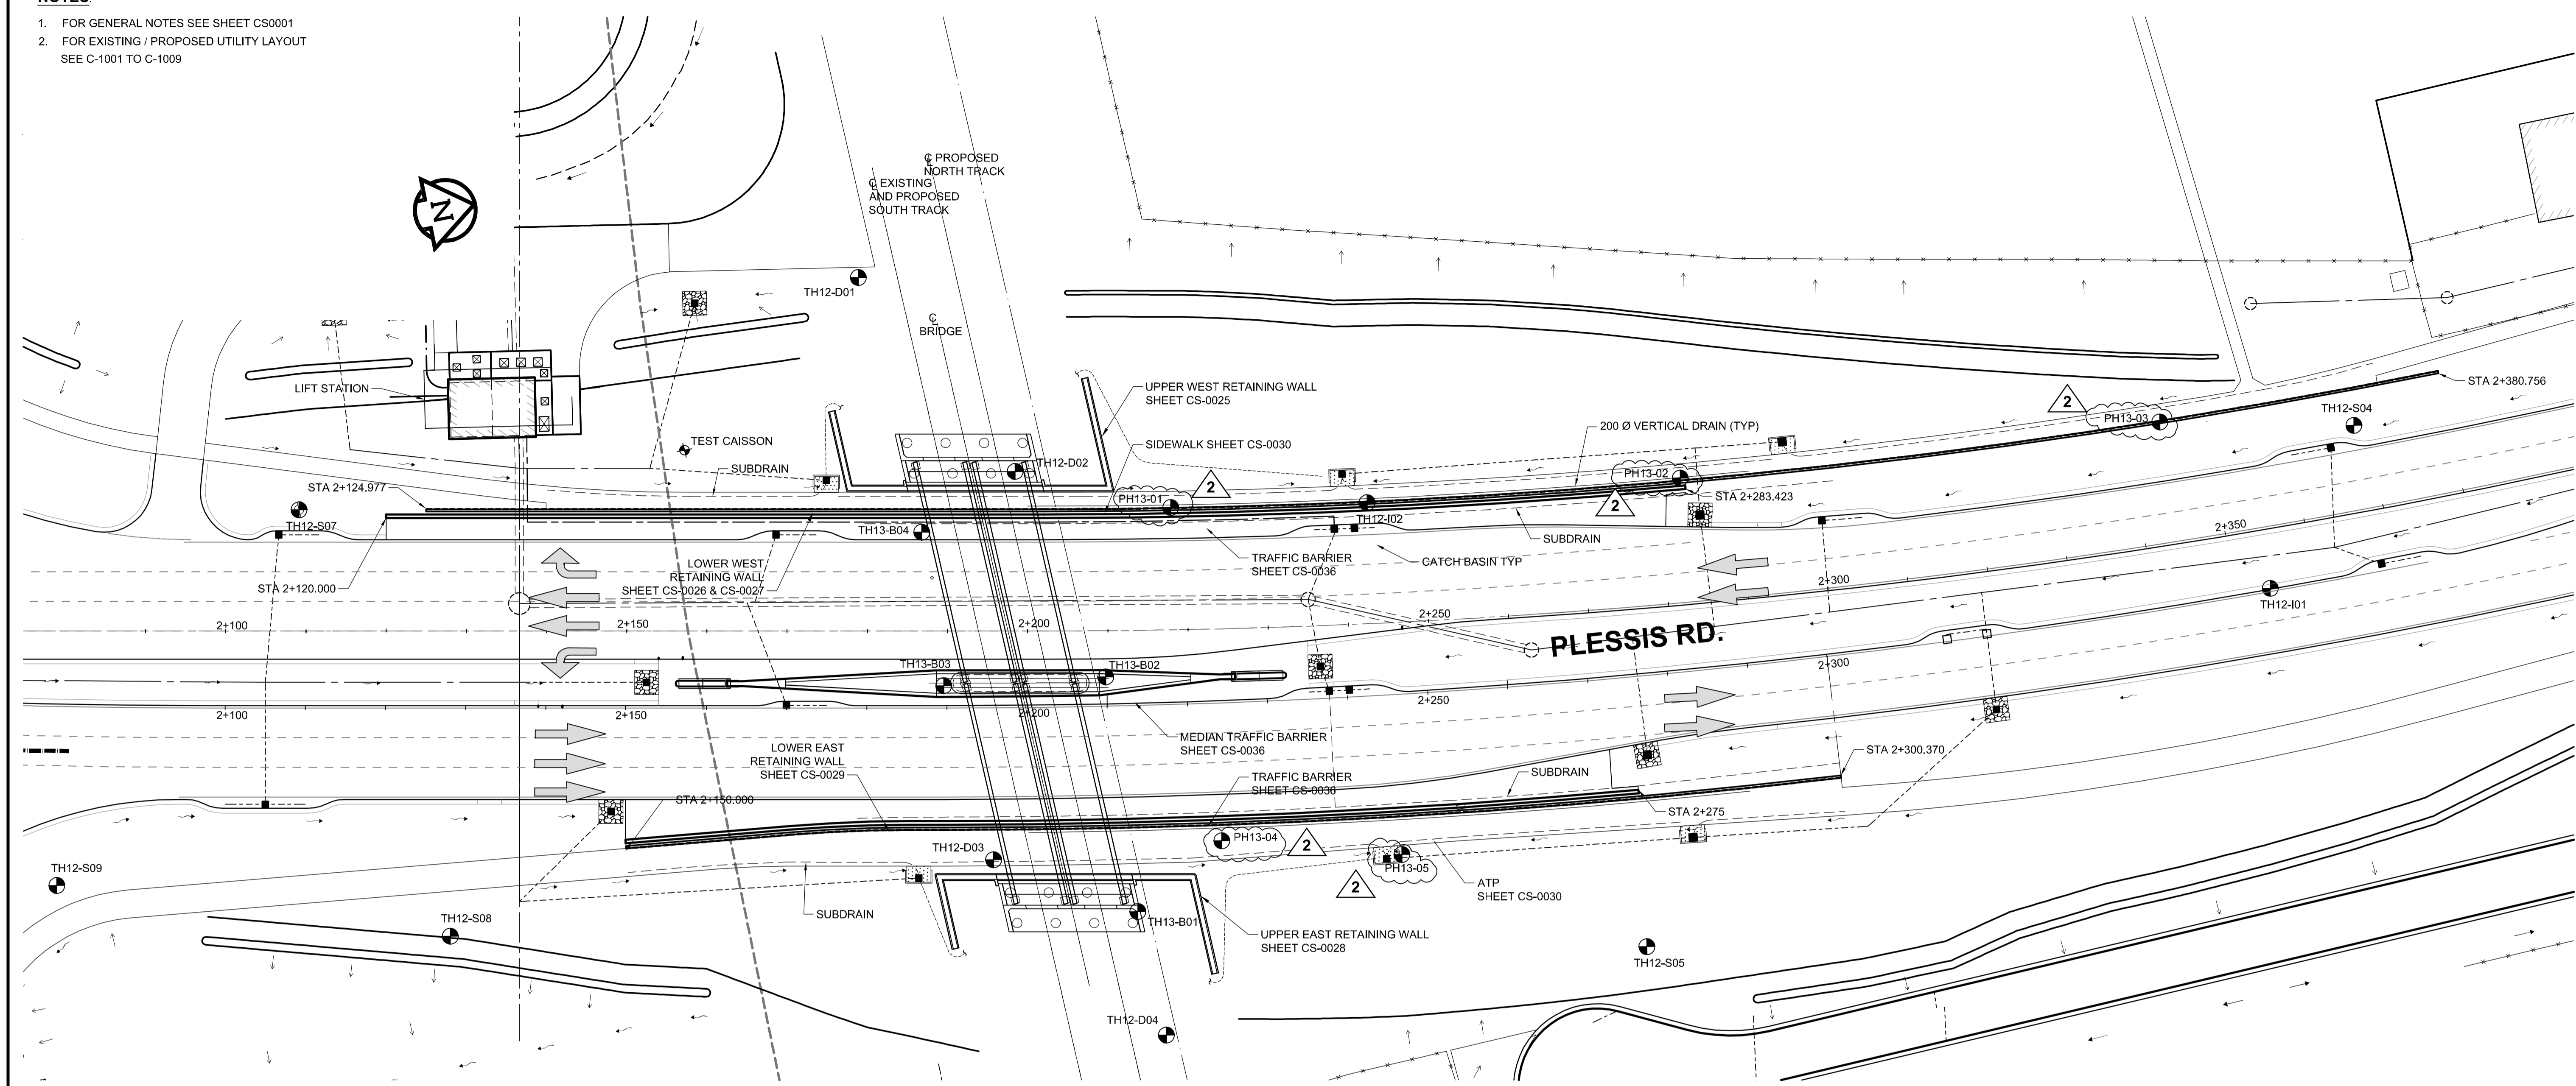 NOTES:
1. FOR GENERAL NOTES SEE SHEET CS0001
2. FOR EXISTING / PROPOSED UTILITY LAYOUT
SEE C-1001 TO C-1009
N
℄ PROPOSED
NORTH TRACK
℄ EXISTING
AND PROPOSED
SOUTH TRACK
℄
BRIDGE
TH12-D01
LIFT STATION
UPPER WEST RETAINING WALL
SHEET CS-0025
SIDEWALK SHEET CS-0030
200 Ø VERTICAL DRAIN (TYP)
2
PH13-03
STA 2+380.756
TH12-S04
TEST CAISSON
SUBDRAIN
TH12-D02
STA 2+124.977
PH13-01
2
PH13-02
2
STA 2+283.423
TH12-S07
TH13-B04
TH12-I02
SUBDRAIN
2+350
TRAFFIC BARRIER
SHEET CS-0036
CATCH BASIN TYP
STA 2+120.000
LOWER WEST
RETAINING WALL
SHEET CS-0026 & CS-0027
2+300
TH12-I01
2+100
2+150
2+200
2+250
PLESSIS RD.
TH13-B03
TH13-B02
2+300
2+100
2+150
2+200
2+250
MEDIAN TRAFFIC BARRIER
SHEET CS-0036
LOWER EAST
RETAINING WALL
SHEET CS-0029
STA 2+300.370
TRAFFIC BARRIER
SHEET CS-0036
SUBDRAIN
STA 2+150.000
STA 2+275
PH13-04
2
TH12-D03
PH13-05
2
TH12-S09
ATP
SHEET CS-0030
SUBDRAIN
TH12-S08
TH13-B01
UPPER EAST RETAINING WALL
SHEET CS-0028
TH12-S05
TH12-D04